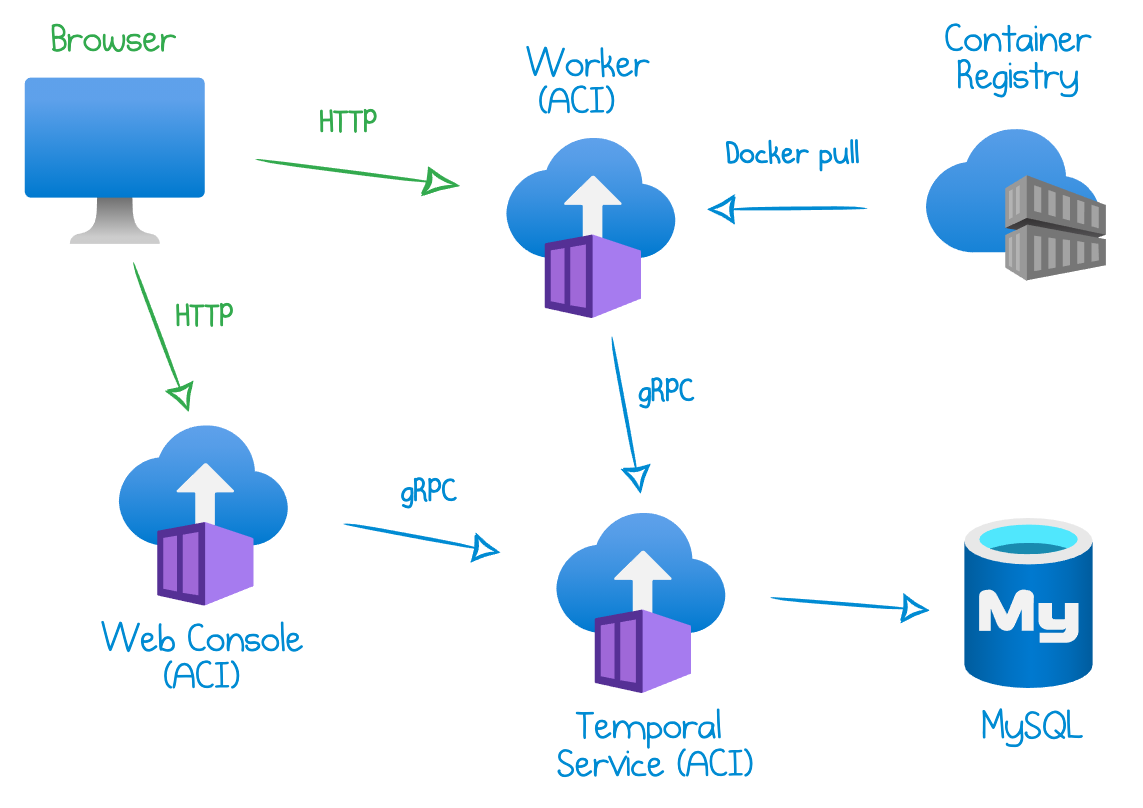 Browser
Worker
(ACI)
Container
Registry
HTTP
Docker pull
HTTP
gRPC
gRPC
Web Console
(ACI)
My
Temporal
Service (ACI)
MySQL